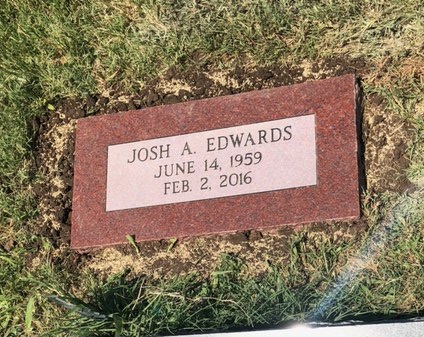 JOSH A. EDWARDS
JUNE 14, 1959
FEB. 2, 2016